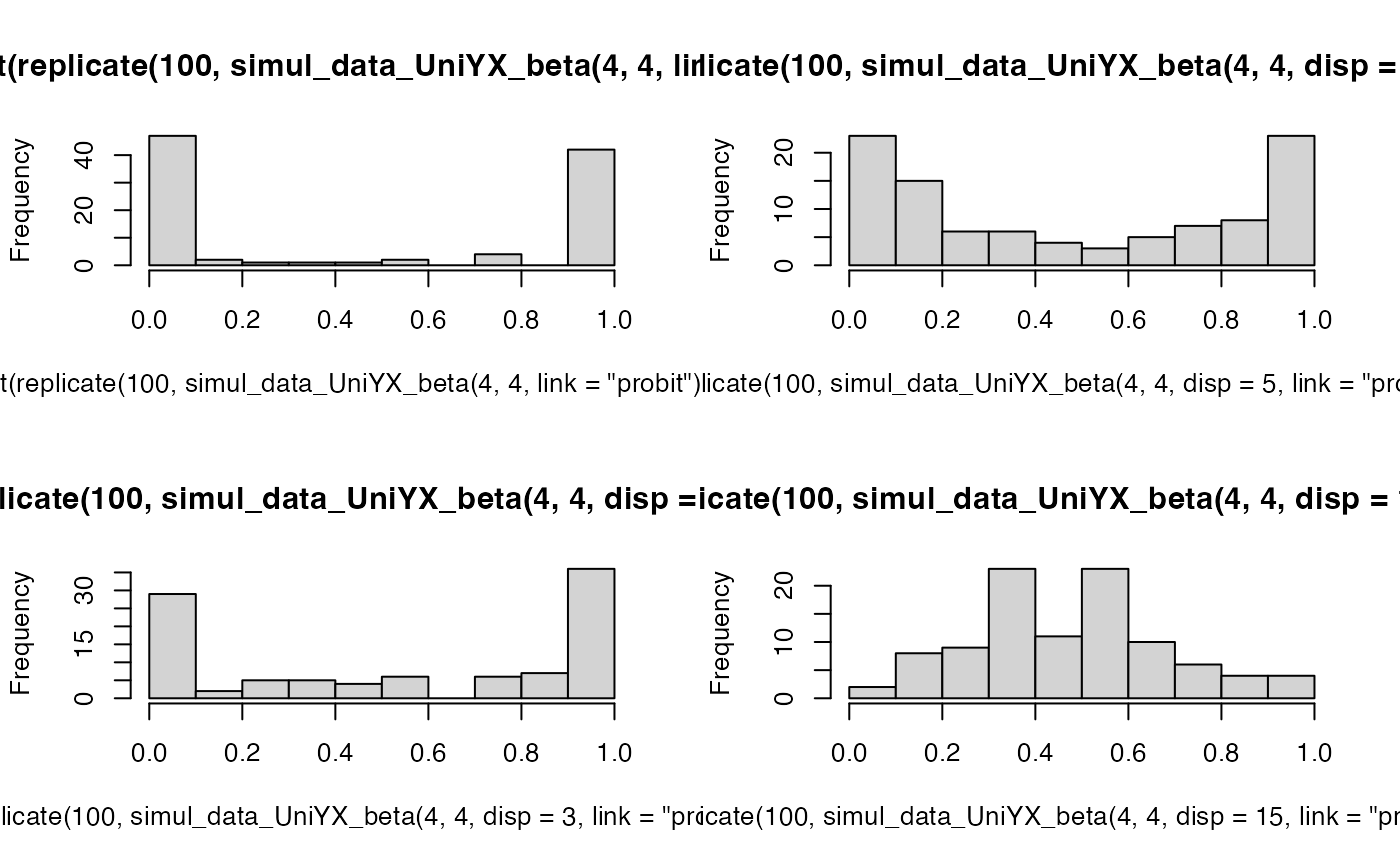 t(replicate(100, simul_data_UniYX_beta(4, 4, li
licate(100, simul_data_UniYX_beta(4, 4, disp =
Frequency
0 20 40
0.0 0.2 0.4 0.6 0.8 1.0
t(replicate(100, simul_data_UniYX_beta(4, 4, link = "probit")
Frequency
0 10 20
0.0 0.2 0.4 0.6 0.8 1.0
licate(100, simul_data_UniYX_beta(4, 4, disp = 5, link = "pro
licate(100, simul_data_UniYX_beta(4, 4, disp =
icate(100, simul_data_UniYX_beta(4, 4, disp =
Frequency
0 15 30
0.0 0.2 0.4 0.6 0.8 1.0
licate(100, simul_data_UniYX_beta(4, 4, disp = 3, link = "pr
Frequency
0 10 20
0.0 0.2 0.4 0.6 0.8 1.0
icate(100, simul_data_UniYX_beta(4, 4, disp = 15, link = "pr